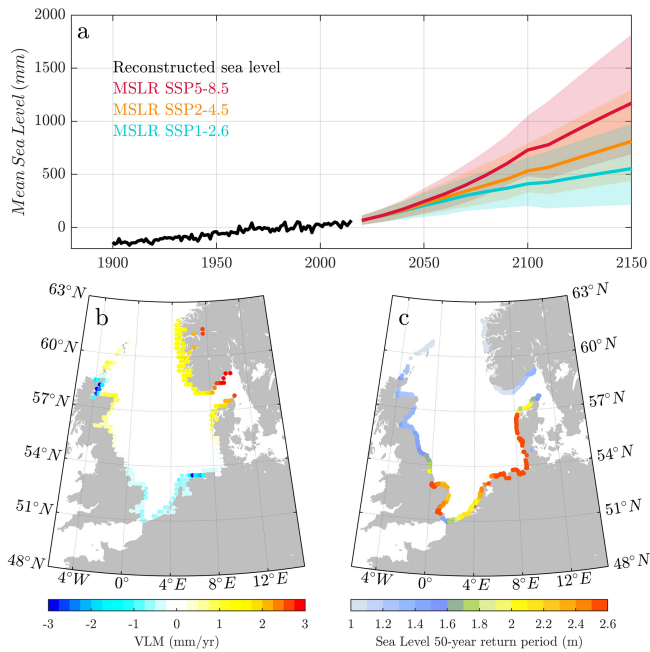 2000
a
1500
Reconstructed sea level
MSLR SSP5-8.5
1000
MSLR SSP2-4.5
MSLR SSP1-2.6
500
0
Mean Sea Level (mm)
1900 1950 2000 2050 2100 2150
63°N
b
60°N
57°N
54°N
51°N
48°N
4°W 0° 4°E 8°E 12°E
-3 -2 -1 0 1 2 3
VLM (mm/yr)
c
63°N
60°N
57°N
54°N
51°N
48°N
4°W 0° 4°E 8°E 12°E
1 1.2 1.4 1.6 1.8 2 2.2 2.4 2.6
Sea Level 50-year return period (m)